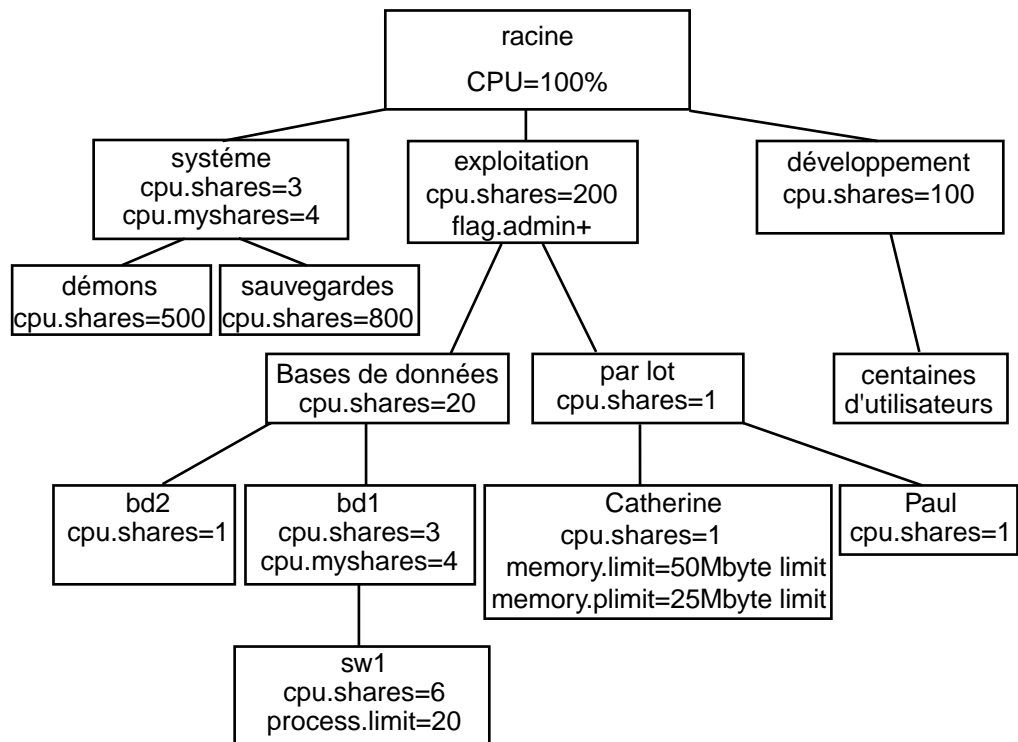 racine
CPU=100%
systéme
cpu.shares=3
cpu.myshares=4
exploitation
cpu.shares=200
flag.admin+
développement
cpu.shares=100
démons
cpu.shares=500
sauvegardes
cpu.shares=800
Bases de données
cpu.shares=20
par lot
cpu.shares=1
centaines
d'utilisateurs
bd2
cpu.shares=1
bd1
cpu.shares=3
cpu.myshares=4
Catherine
cpu.shares=1
memory.limit=50Mbyte limit
memory.plimit=25Mbyte limit
Paul
cpu.shares=1
sw1
cpu.shares=6
process.limit=20